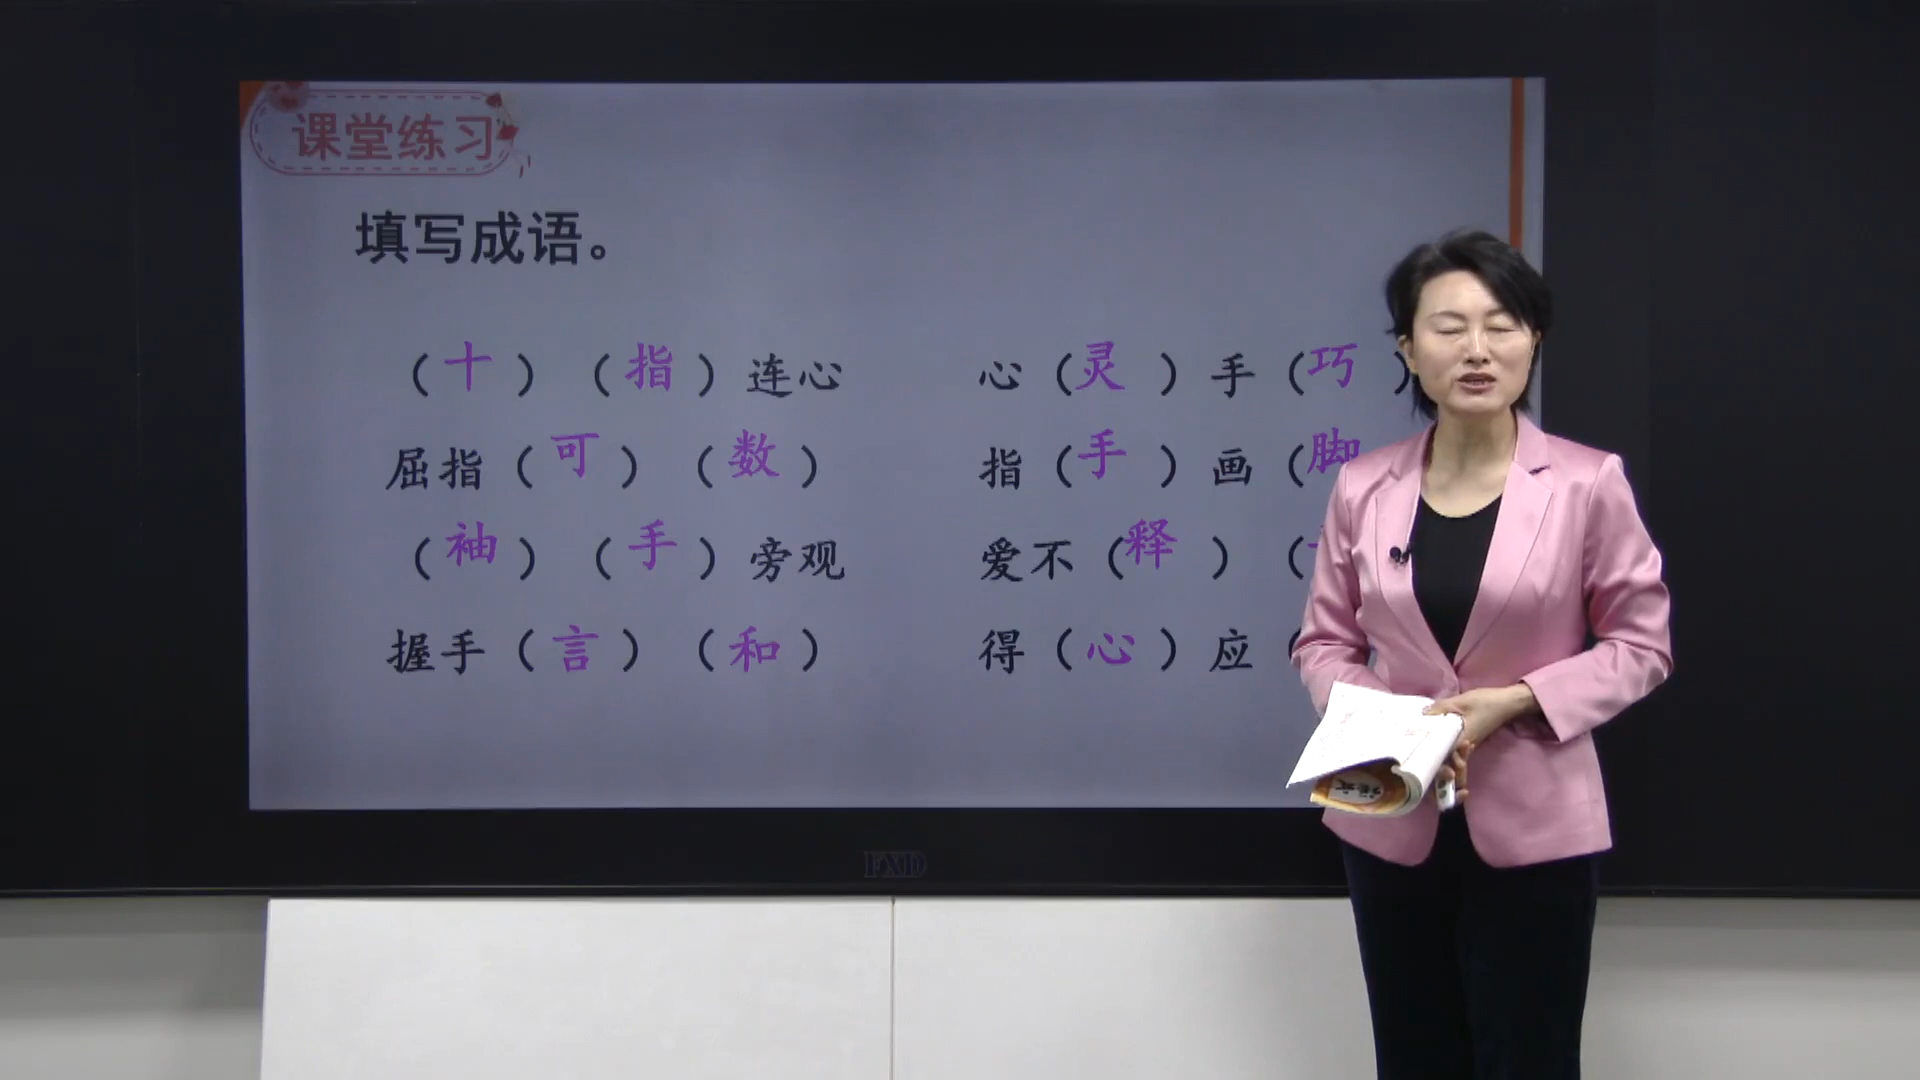 课堂练习
填写成语。
（十）（指）连心 心（灵）手（巧）
屈指（可）（数） 指（手）画（脚
（袖）（手）旁观 爱不（释）（
握手（言）（和） 得（心）应（
FXD
语文